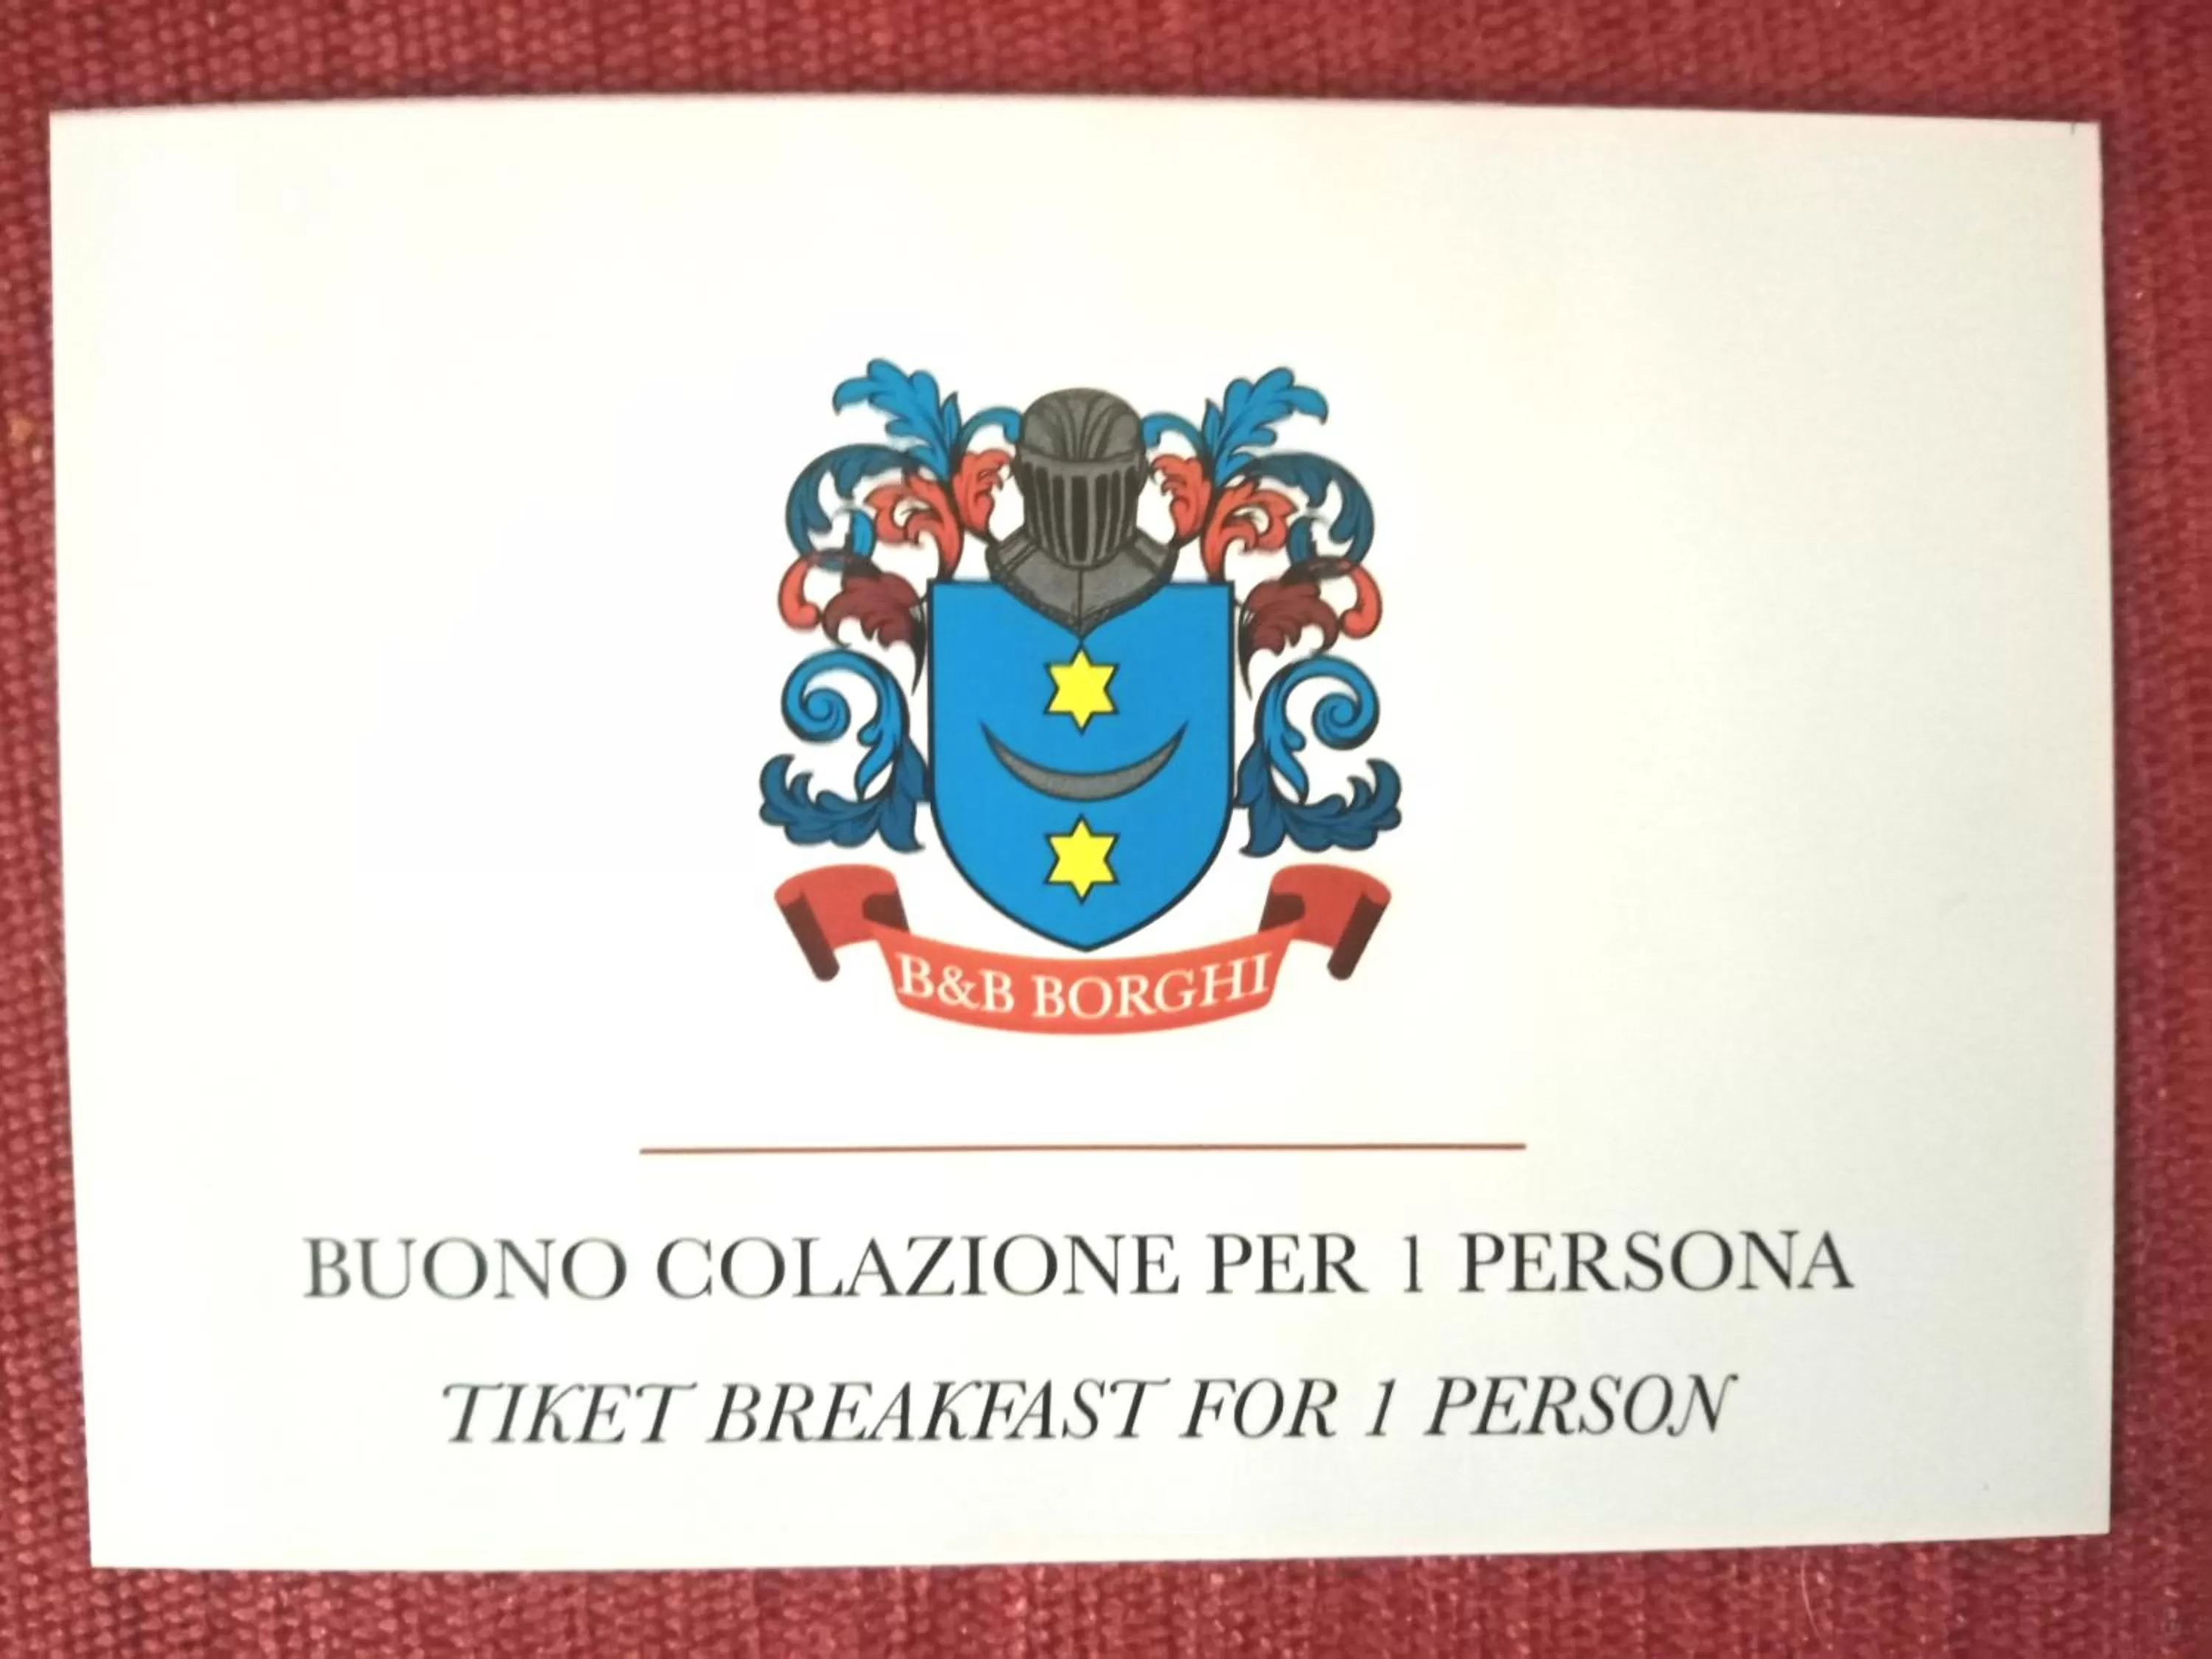 B&B BORGHI
BUONO COLAZIONE PER 1 PERSONA
TIKET BREAKFAST FOR 1 PERSON